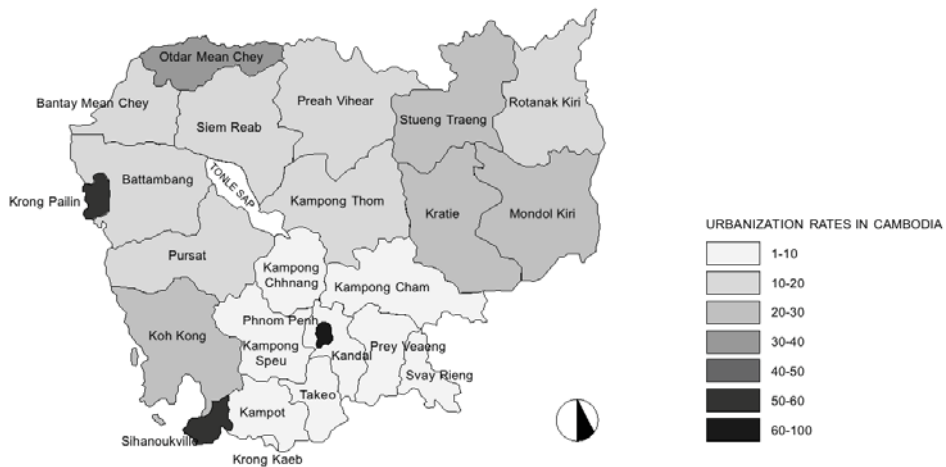 Otdar Mean Chey
Bantay Mean Chey
Preah Vihear
Rotanak Kiri
Stueng Traeng
Siem Reab
TONLE SAP
Battambang
Krong Pailin
Kampong Thom
Kratie
Mondol Kiri
Pursat
Kampong
Chhnang
Kampong Cham
Koh Kong
Phnom Penh
Kampong
Speu
Kandal
Prey Veaeng
Svay Rieng
Takeo
Kampot
Sihanoukville
Krong Kaeb
URBANIZATION RATES IN CAMBODIA
1-10
10-20
20-30
30-40
40-50
50-60
60-100